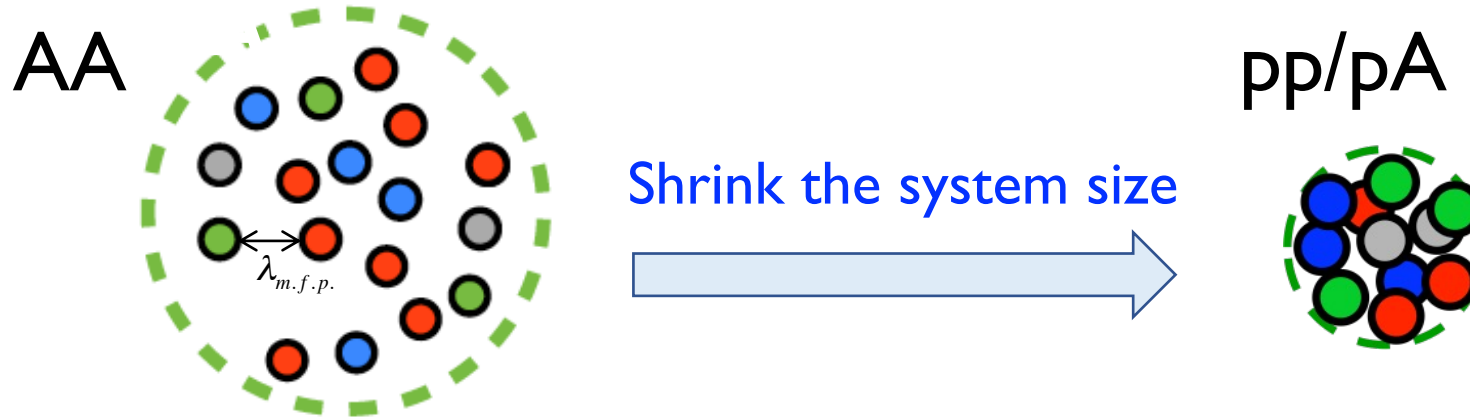 AA
pp/pA
Shrink the system size
λm.f.p.